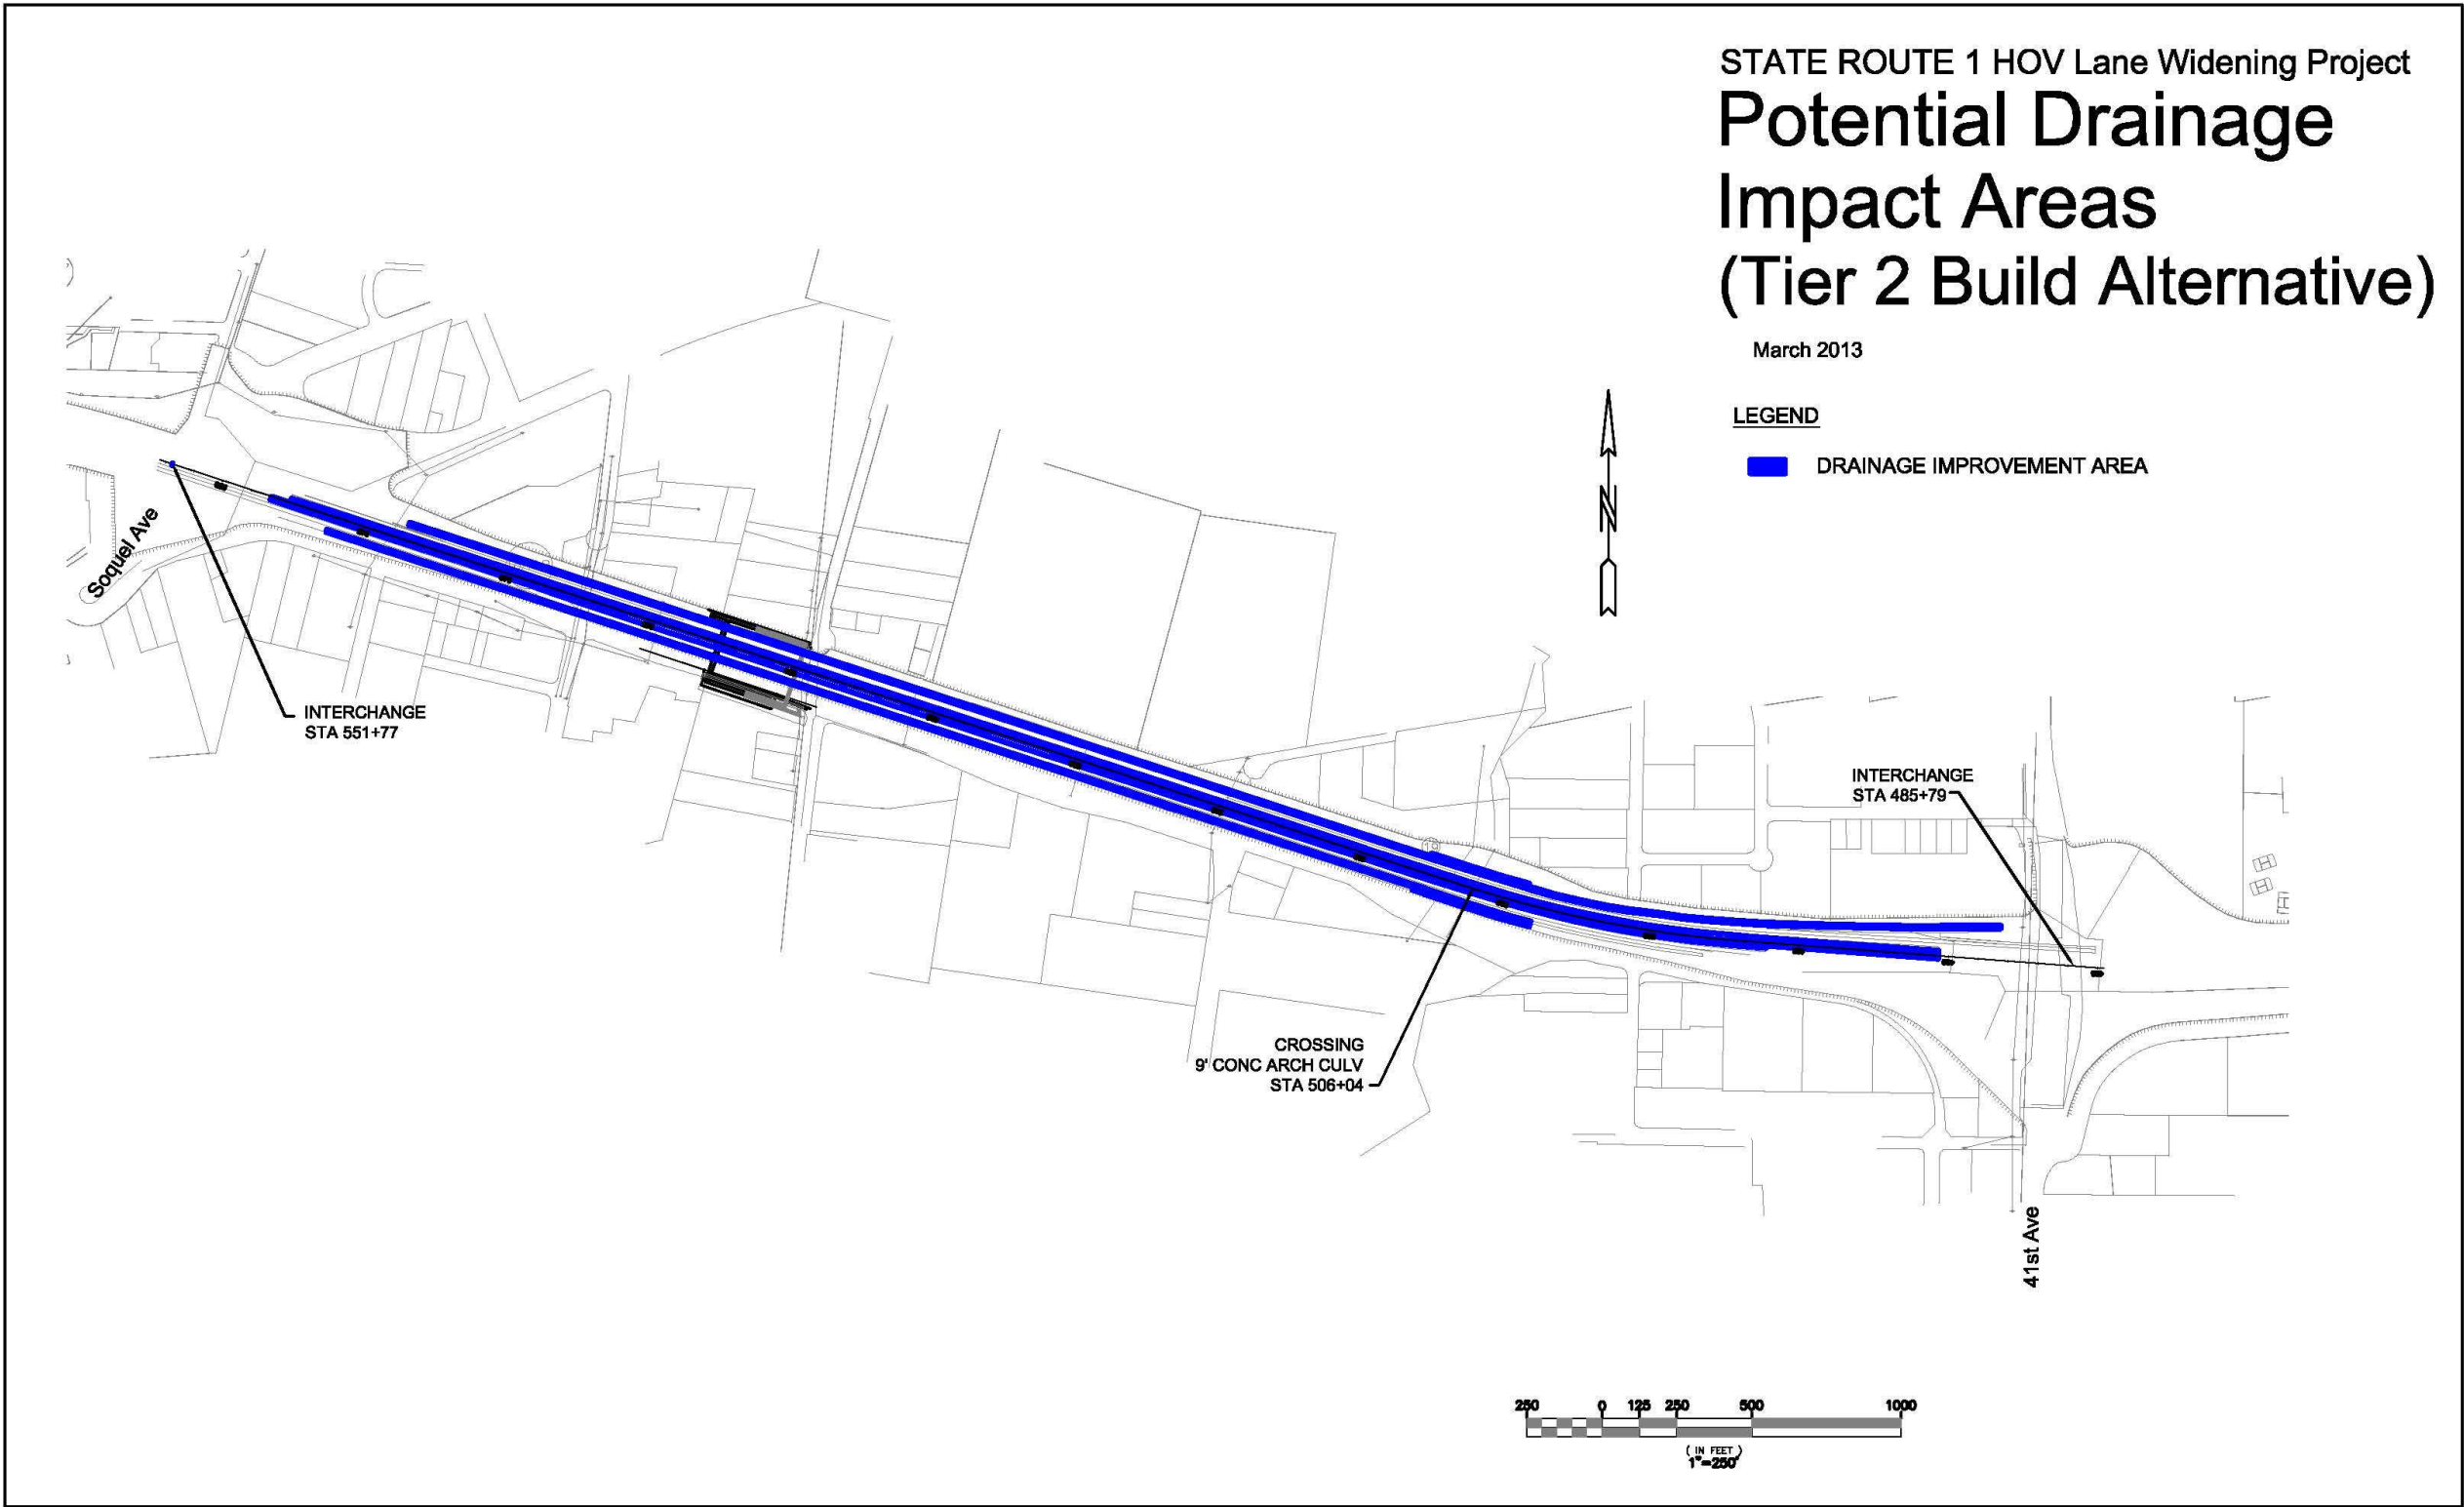 STATE ROUTE 1 HOV Lane Widening Project
Potential Drainage
Impact Areas
(Tier 2 Build Alternative)
March 2013
LEGEND
DRAINAGE IMPROVEMENT AREA
N
Soquel Ave
INTERCHANGE
STA 551+77
INTERCHANGE
STA 485+79
19
CROSSING
9' CONC ARCH CULV
STA 506+04
41st Ave
250 0 125 250 500 1000
( IN FEET )
1"=250'